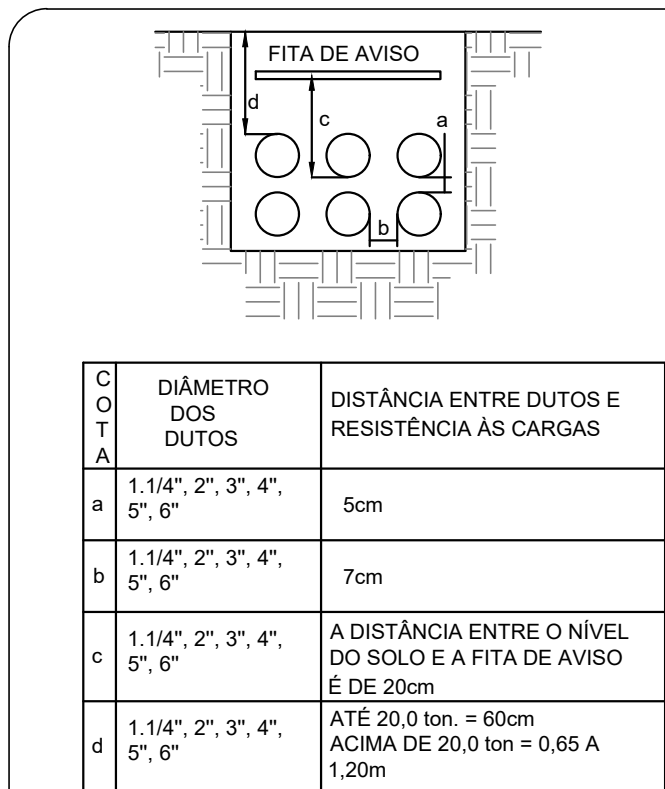 FITA DE AVISO
d
c
a
b
C
O
T
A
DIÂMETRO
DOS
DUTOS
DISTÂNCIA ENTRE DUTOS E
RESISTÊNCIA ÀS CARGAS
a
1.1/4", 2", 3", 4",
5", 6"
5cm
b
1.1/4", 2", 3", 4",
5", 6"
7cm
c
1.1/4", 2", 3", 4",
5", 6"
A DISTÂNCIA ENTRE O NÍVEL
DO SOLO E A FITA DE AVISO
É DE 20cm
d
1.1/4", 2", 3", 4",
5", 6"
ATÉ 20,0 ton. = 60cm
ACIMA DE 20,0 ton = 0,65 A
1,20m